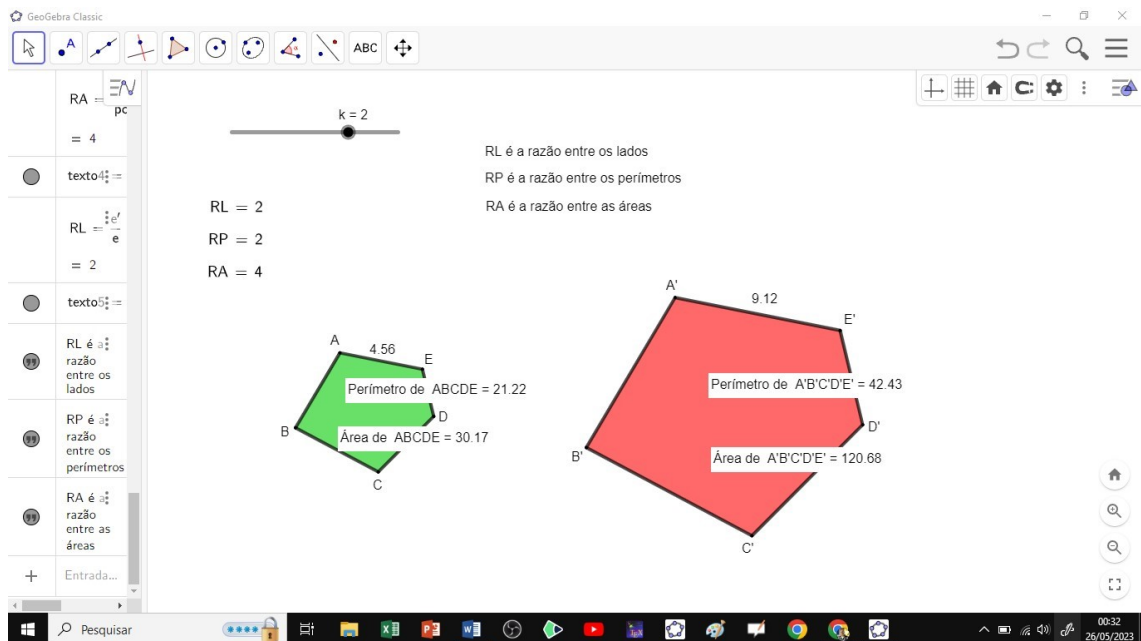 GeoGebra Classic
ABC
RA =
po
= 4
texto4 =
RL = e′
e
= 2
texto5 =
RL é a
razão
entre os
lados
RP é a
razão
entre os
perímetros
RA é a
razão
entre as
áreas
Entrada...
k = 2
RL é a razão entre os lados
RP é a razão entre os perímetros
RA é a razão entre as áreas
RL = 2
RP = 2
RA = 4
A
4.56
E
Perímetro de ABCDE = 21.22
D
B
Área de ABCDE = 30.17
C
A'
9.12
E'
Perímetro de A'B'C'D'E' = 42.43
D'
B'
Área de A'B'C'D'E' = 120.68
C'
Pesquisar
00:32
26/05/2023